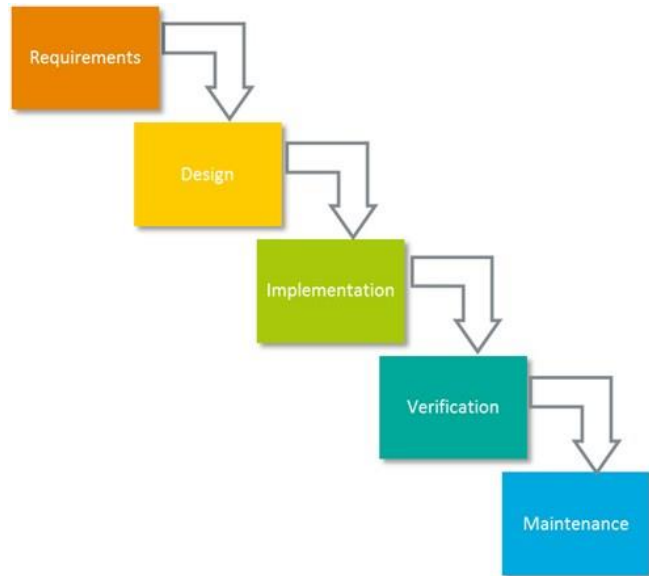 Requirements
Design
Implementation
Verification
Maintenance